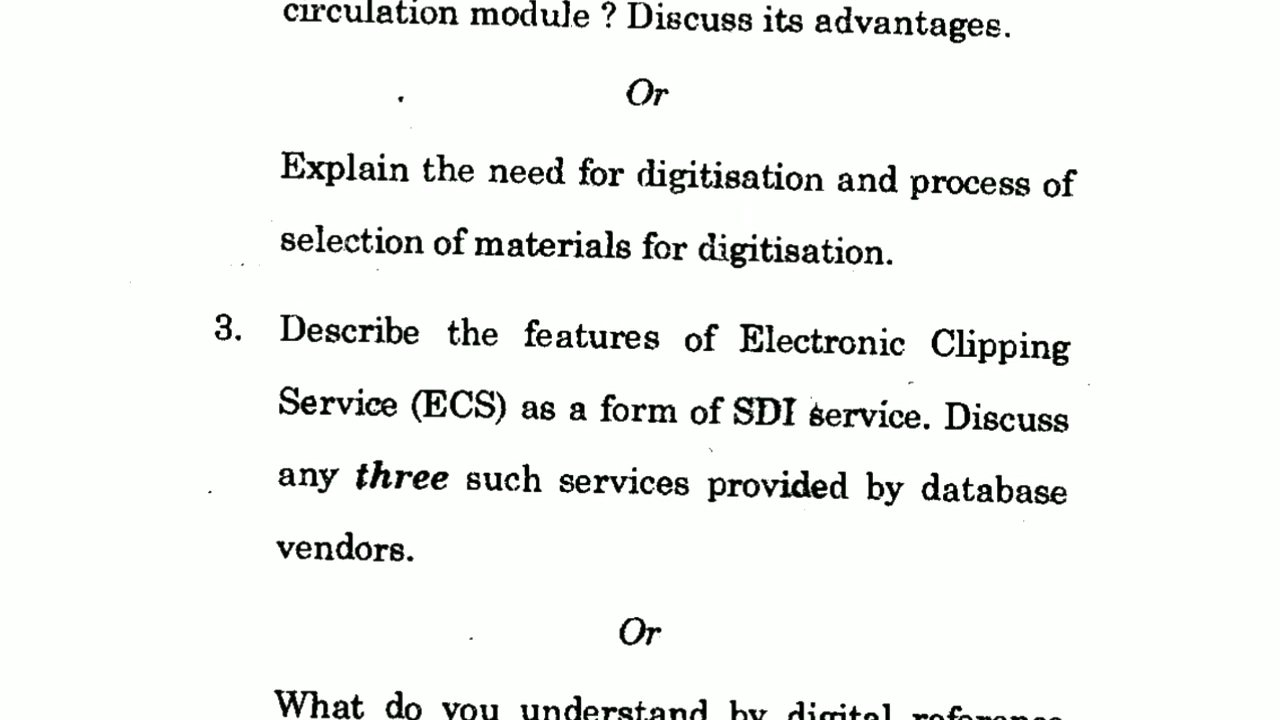 circulation module ? Discuss its advantages.
Or
Explain the need for digitisation and process of
selection of materials for digitisation.
3. Describe the features of Electronic Clipping
Service (ECS) as a form of SDI service. Discuss
any three such services provided by database
vendors.
Or
What do you understand by digital reference